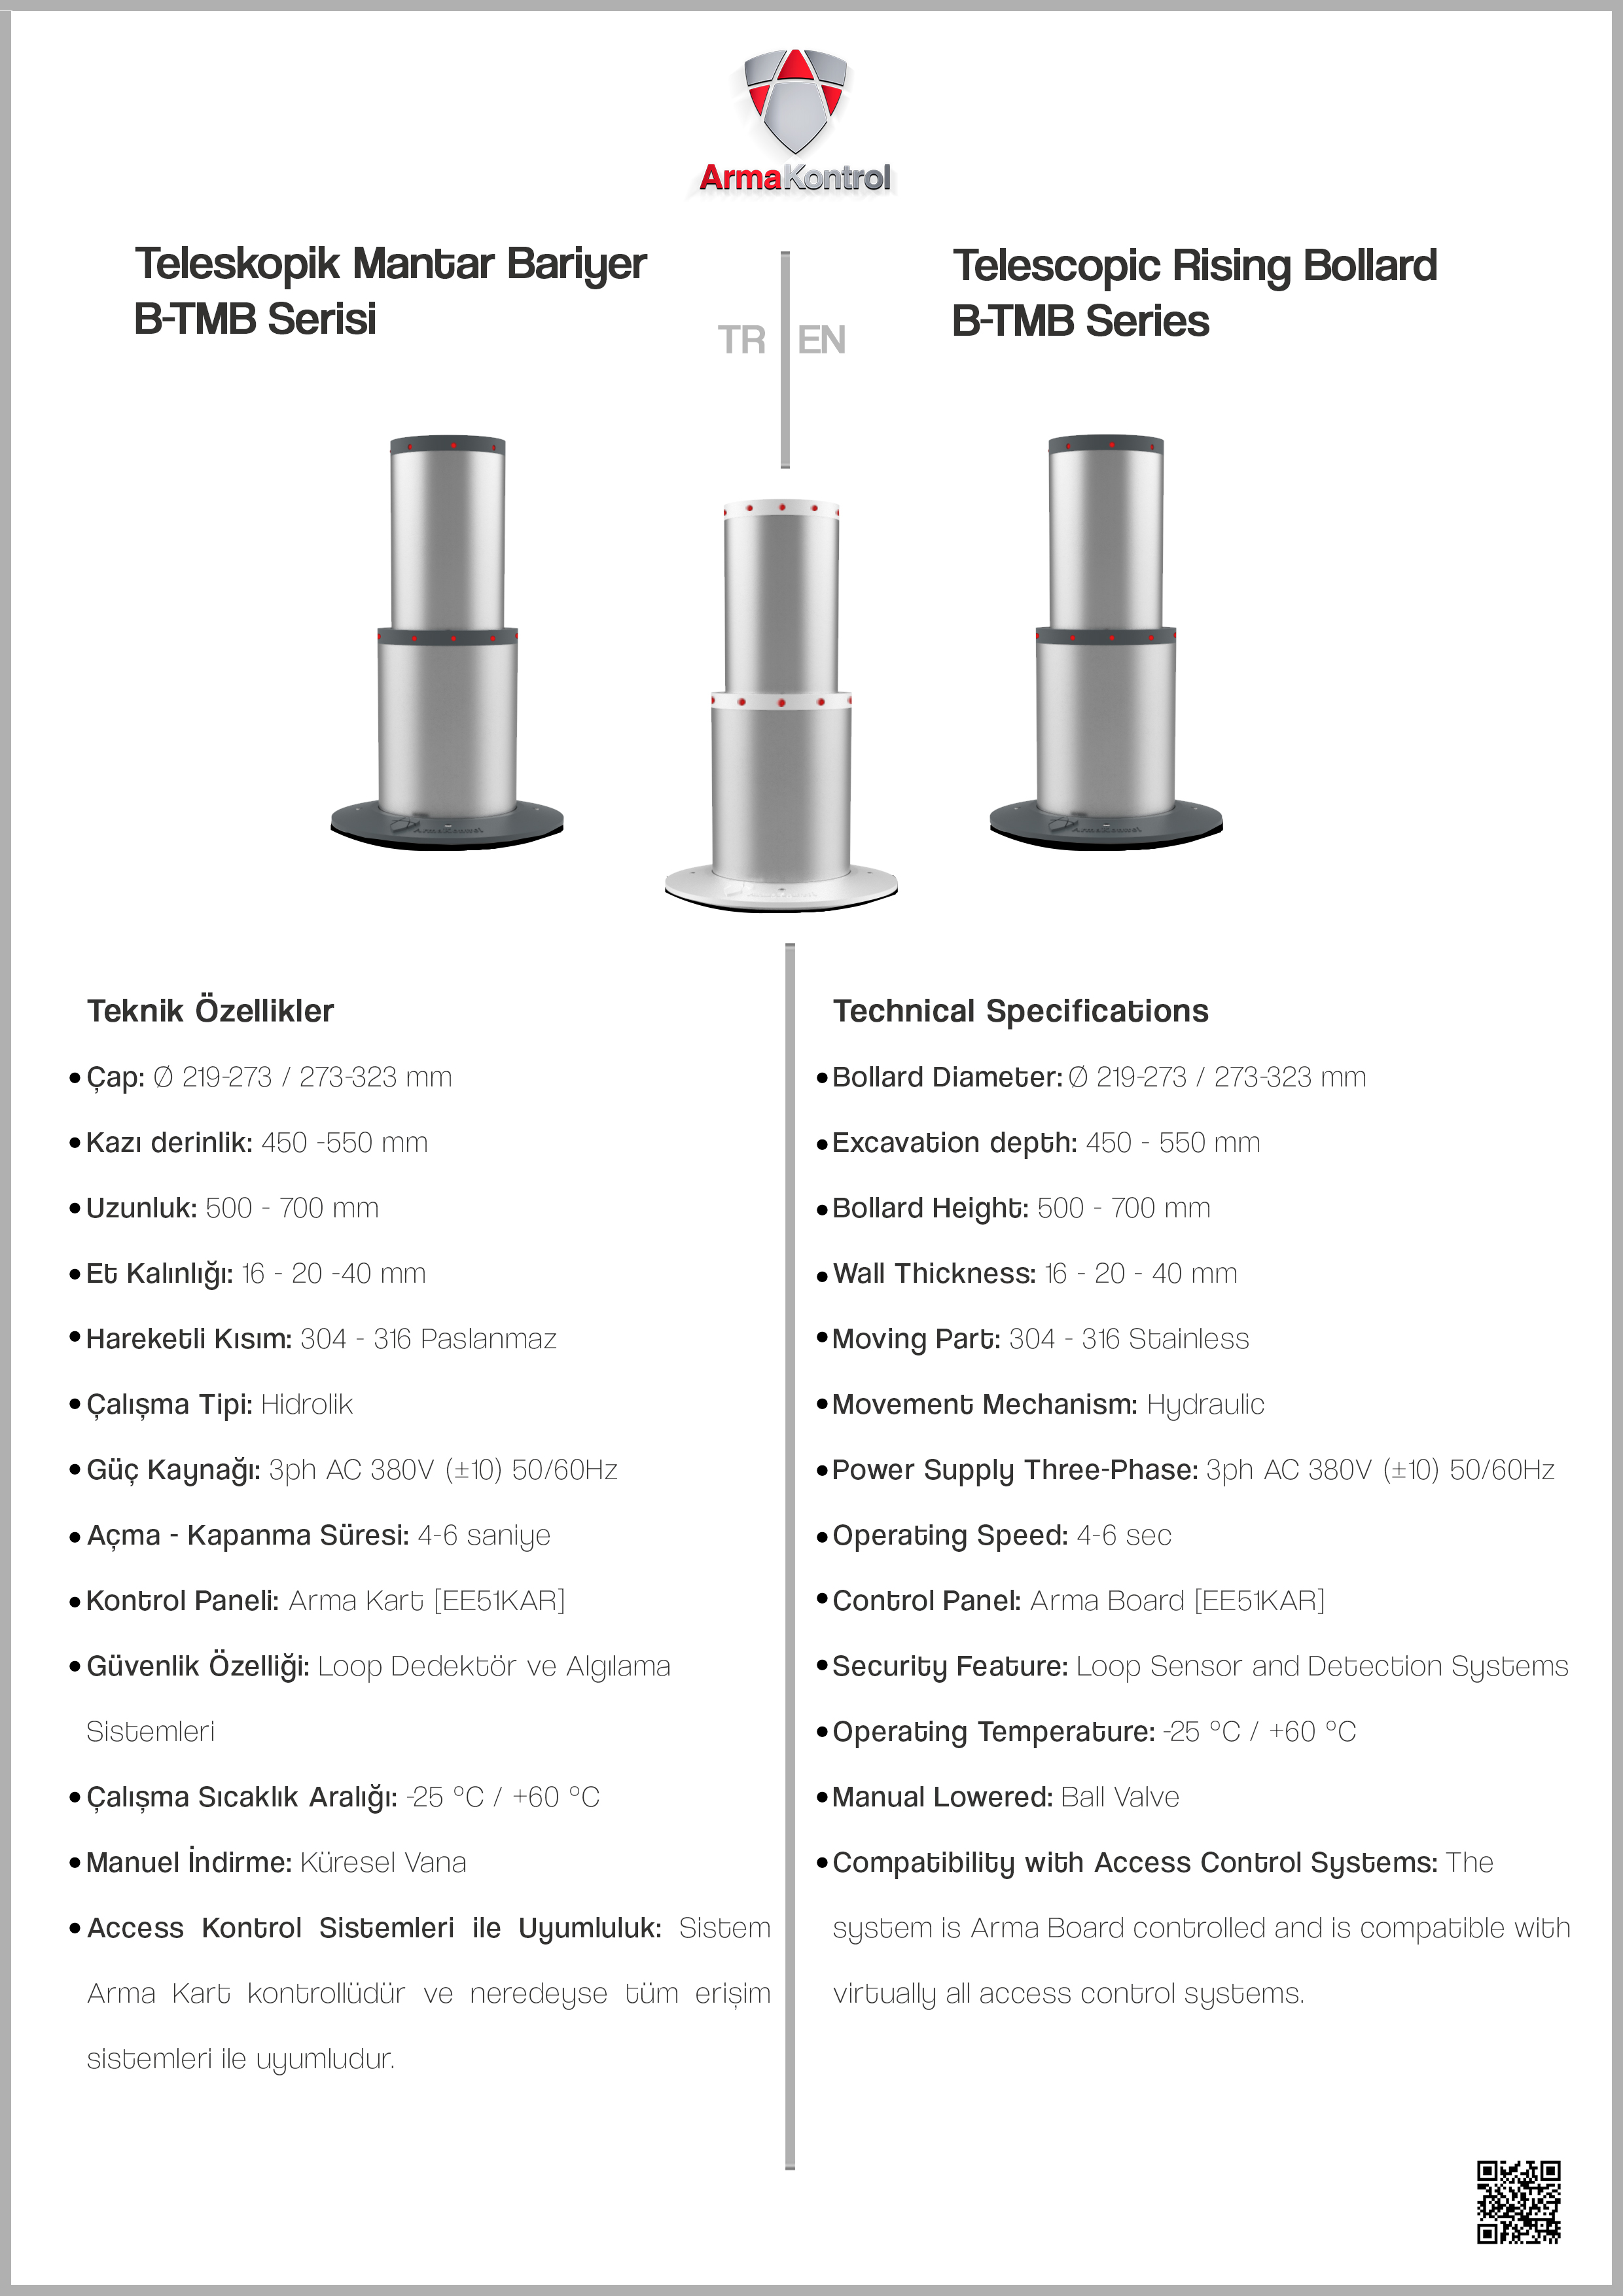 ArmaKontrol
Teleskopik Mantar Bariyer
B-TMB Serisi
TR
EN
Telescopic Rising Bollard
B-TMB Series
Teknik Özellikler
•Çap: Ø 219-273 / 273-323 mm
•Kazı derinlik: 450 -550 mm
•Uzunluk: 500 - 700 mm
•Et Kalınlığı: 16 - 20 -40 mm
•Hareketli Kısım: 304 - 316 Paslanmaz
•Çalışma Tipi: Hidrolik
•Güç Kaynağı: 3ph AC 380V (±10) 50/60Hz
•Açma - Kapanma Süresi: 4-6 saniye
•Kontrol Paneli: Arma Kart [EE51KAR]
•Güvenlik Özelliği: Loop Dedektör ve Algılama
Sistemleri
•Çalışma Sıcaklık Aralığı: -25 ºC / +60 ºC
•Manuel İndirme: Küresel Vana
•Access Kontrol Sistemleri ile Uyumluluk: Sistem
Arma Kart kontrollüdür ve neredeyse tüm erişim
sistemleri ile uyumludur.
Technical Specifications
•Bollard Diameter: Ø 219-273 / 273-323 mm
•Excavation depth: 450 - 550 mm
•Bollard Height: 500 - 700 mm
•Wall Thickness: 16 - 20 - 40 mm
•Moving Part: 304 - 316 Stainless
•Movement Mechanism: Hydraulic
•Power Supply Three-Phase: 3ph AC 380V (±10) 50/60Hz
•Operating Speed: 4-6 sec
•Control Panel: Arma Board [EE51KAR]
•Security Feature: Loop Sensor and Detection Systems
•Operating Temperature: -25 ºC / +60 ºC
•Manual Lowered: Ball Valve
•Compatibility with Access Control Systems: The
system is Arma Board controlled and is compatible with
virtually all access control systems.